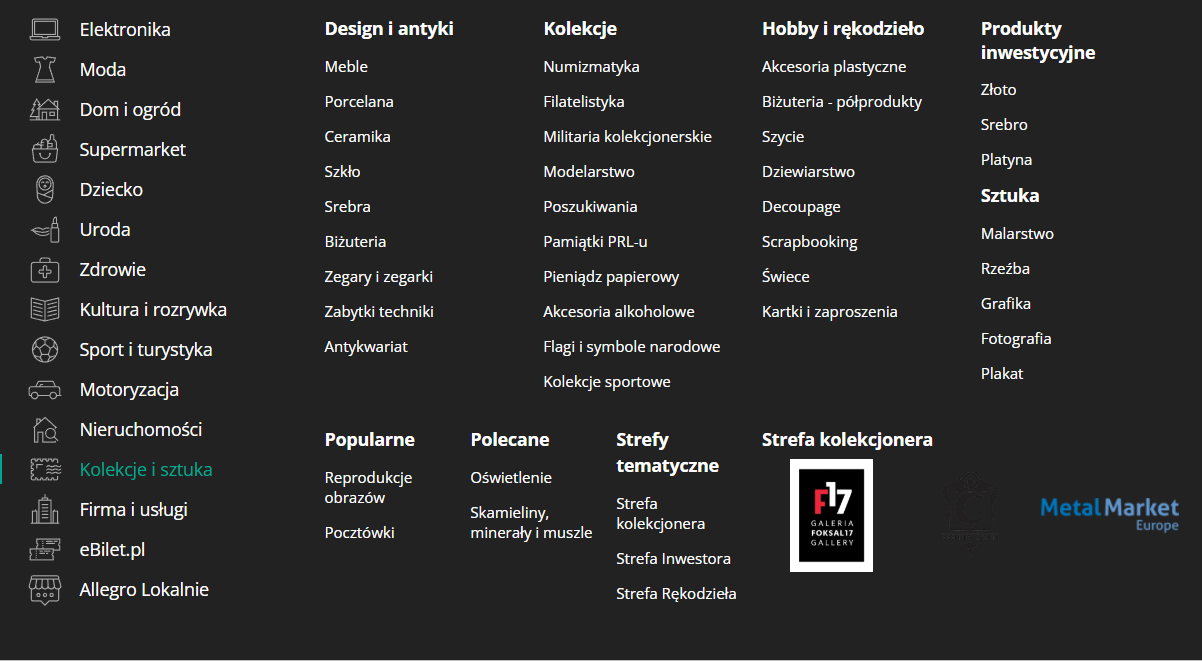 Elektronika
Moda
Dom i ogród
Supermarket
Dziecko
Uroda
Zdrowie
Kultura i rozrywka
Sport i turystyka
Motoryzacja
Nieruchomości
Kolekcje i sztuka
Firma i usługi
eBilet.pl
Allegro Lokalnie
Design i antyki
Meble
Porcelana
Ceramika
Szkło
Srebra
Biżuteria
Zegary i zegarki
Zabytki techniki
Antykwariat
Kolekcje
Numizmatyka
Filatelistyka
Militaria kolekcjonerskie
Modelarstwo
Poszukiwania
Pamiątki PRL-u
Pieniądz papierowy
Akcesoria alkoholowe
Flagi i symbole narodowe
Kolekcje sportowe
Hobby i rękodzieło
Akcesoria plastyczne
Biżuteria - półprodukty
Szycie
Dziewiarstwo
Decoupage
Scrapbooking
Świece
Kartki i zaproszenia
Produkty
inwestycyjne
Złoto
Srebro
Platyna
Sztuka
Malarstwo
Rzeźba
Grafika
Fotografia
Plakat
Popularne
Reprodukcje
obrazów
Pocztówki
Polecane
Oświetlenie
Skamieliny,
minerały i muszle
Strefy
tematyczne
Strefa
kolekcjonera
Strefa Inwestora
Strefa Rękodzieła
Strefa kolekcjonera
F17
GALERIA
FOKSAL17
GALLERY
MetalMarket
Europe